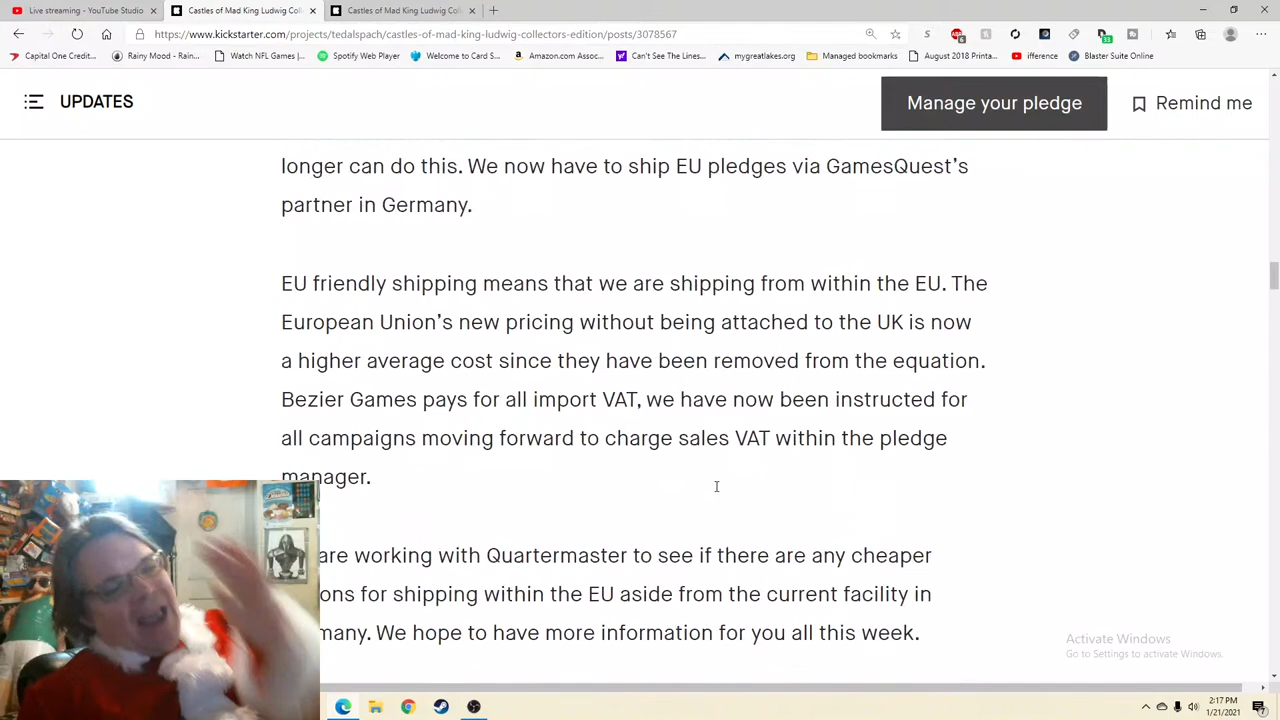 Live streaming - YouTube Studio
Castles of Mad King Ludwig Col
Castles of Mad King Ludwig Col
https://www.kickstarter.com/projects/tedalspach/castles-of-mad-king-ludwig-collectors-edition/posts/3078567
Capital One Credit...
Rainy Mood - Rain...
Watch NFL Games |...
Spotify Web Player
Welcome to Card S...
Amazon.com Assoc...
Can't See The Lines...
mygreatlakes.org
Managed bookmarks
August 2018 Printa...
ifference
Blaster Suite Online
UPDATES
Manage your pledge
Remind me
longer can do this. We now have to ship EU pledges via GamesQuest's
partner in Germany.
EU friendly shipping means that we are shipping from within the EU. The
European Union's new pricing without being attached to the UK is now
a higher average cost since they have been removed from the equation.
Bezier Games pays for all import VAT, we have now been instructed for
all campaigns moving forward to charge sales VAT within the pledge
manager.
are working with Quartermaster to see if there are any cheaper
ons for shipping within the EU aside from the current facility in
many. We hope to have more information for you all this week.
Activate Windows
Go to Settings to activate Windows.
2:17 PM
1/21/2021